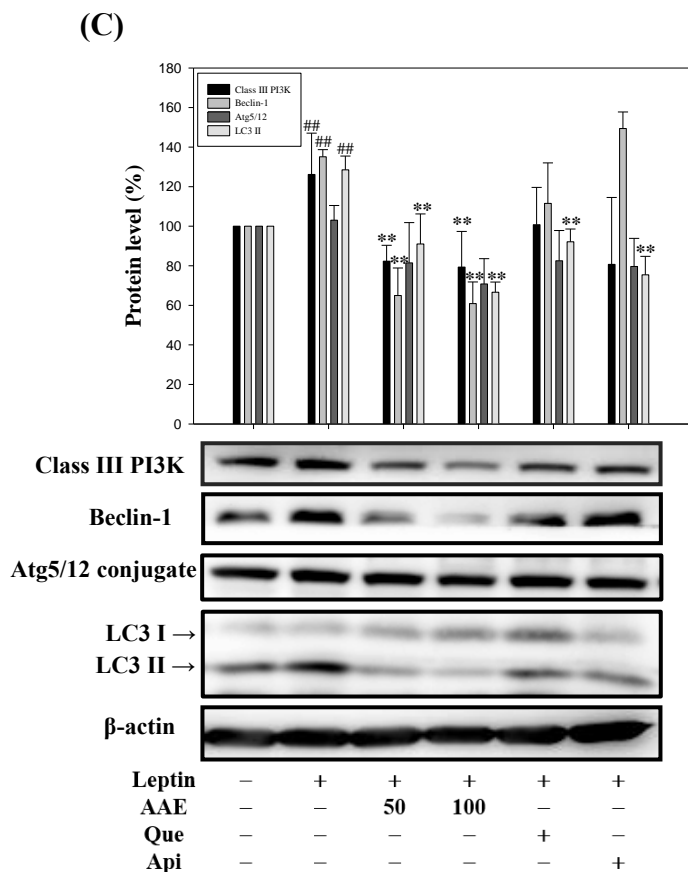 (C)
180
160
140
120
100
80
60
40
20
0
Protein level (%)
Class III PI3K
Beclin-1
Atg5/12
LC3 II
## ## ##
** ** **
** ** **
**
**
Class III PI3K
Beclin-1
Atg5/12 conjugate
LC3 I →
LC3 II →
β-actin
Leptin – + + + + +
AAE – – 50 100 – –
Que – – – – + –
Api – – – – – +